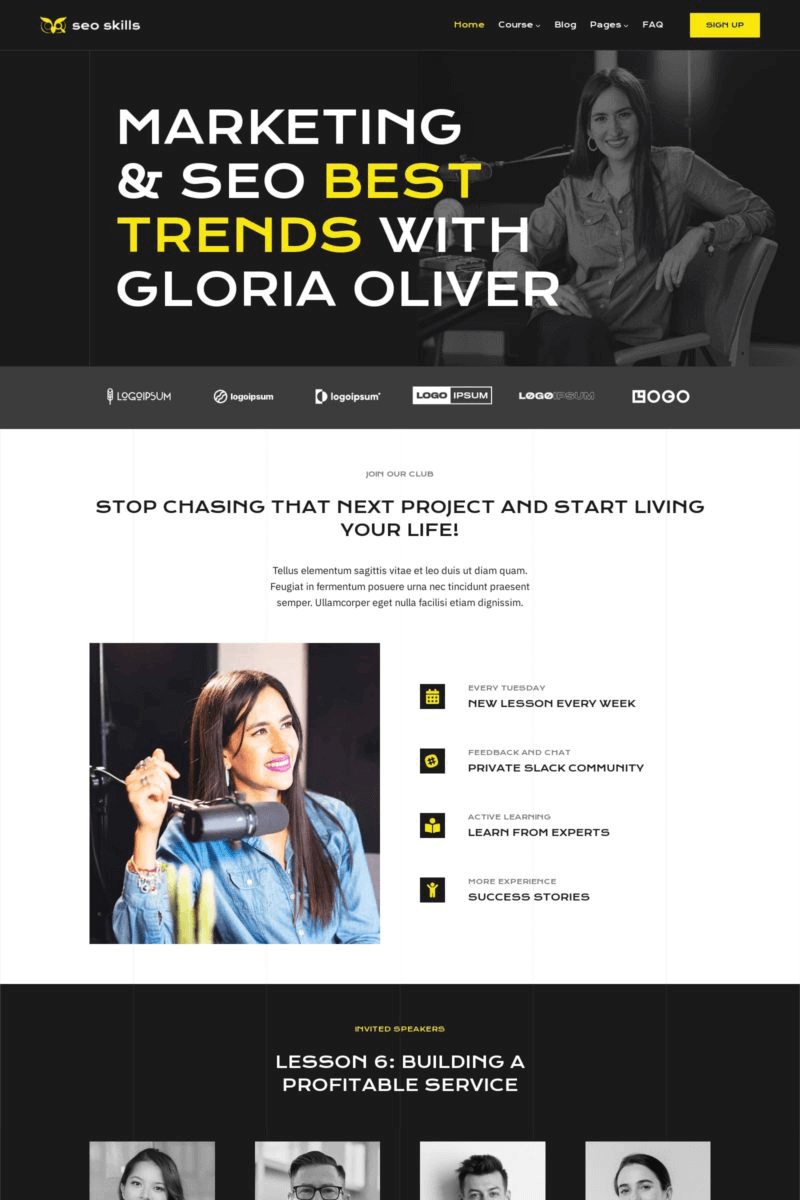 seo skills
Home Course Blog Pages FAQ SIGN UP
MARKETING
& SEO BEST
TRENDS WITH
GLORIA OLIVER
LOGOIPSUM logoipsum logoipsum LOGO IPSUM LOGOIPSUM LOGO
JOIN OUR CLUB
STOP CHASING THAT NEXT PROJECT AND START LIVING
YOUR LIFE!
Tellus elementum sagittis vitae et leo duis ut diam quam.
Feugiat in fermentum posuere urna nec tincidunt praesent
semper. Ullamcorper eget nulla facilisi etiam dignissim.
EVERY TUESDAY
NEW LESSON EVERY WEEK
FEEDBACK AND CHAT
PRIVATE SLACK COMMUNITY
ACTIVE LEARNING
LEARN FROM EXPERTS
MORE EXPERIENCE
SUCCESS STORIES
INVITED SPEAKERS
LESSON 6: BUILDING A
PROFITABLE SERVICE